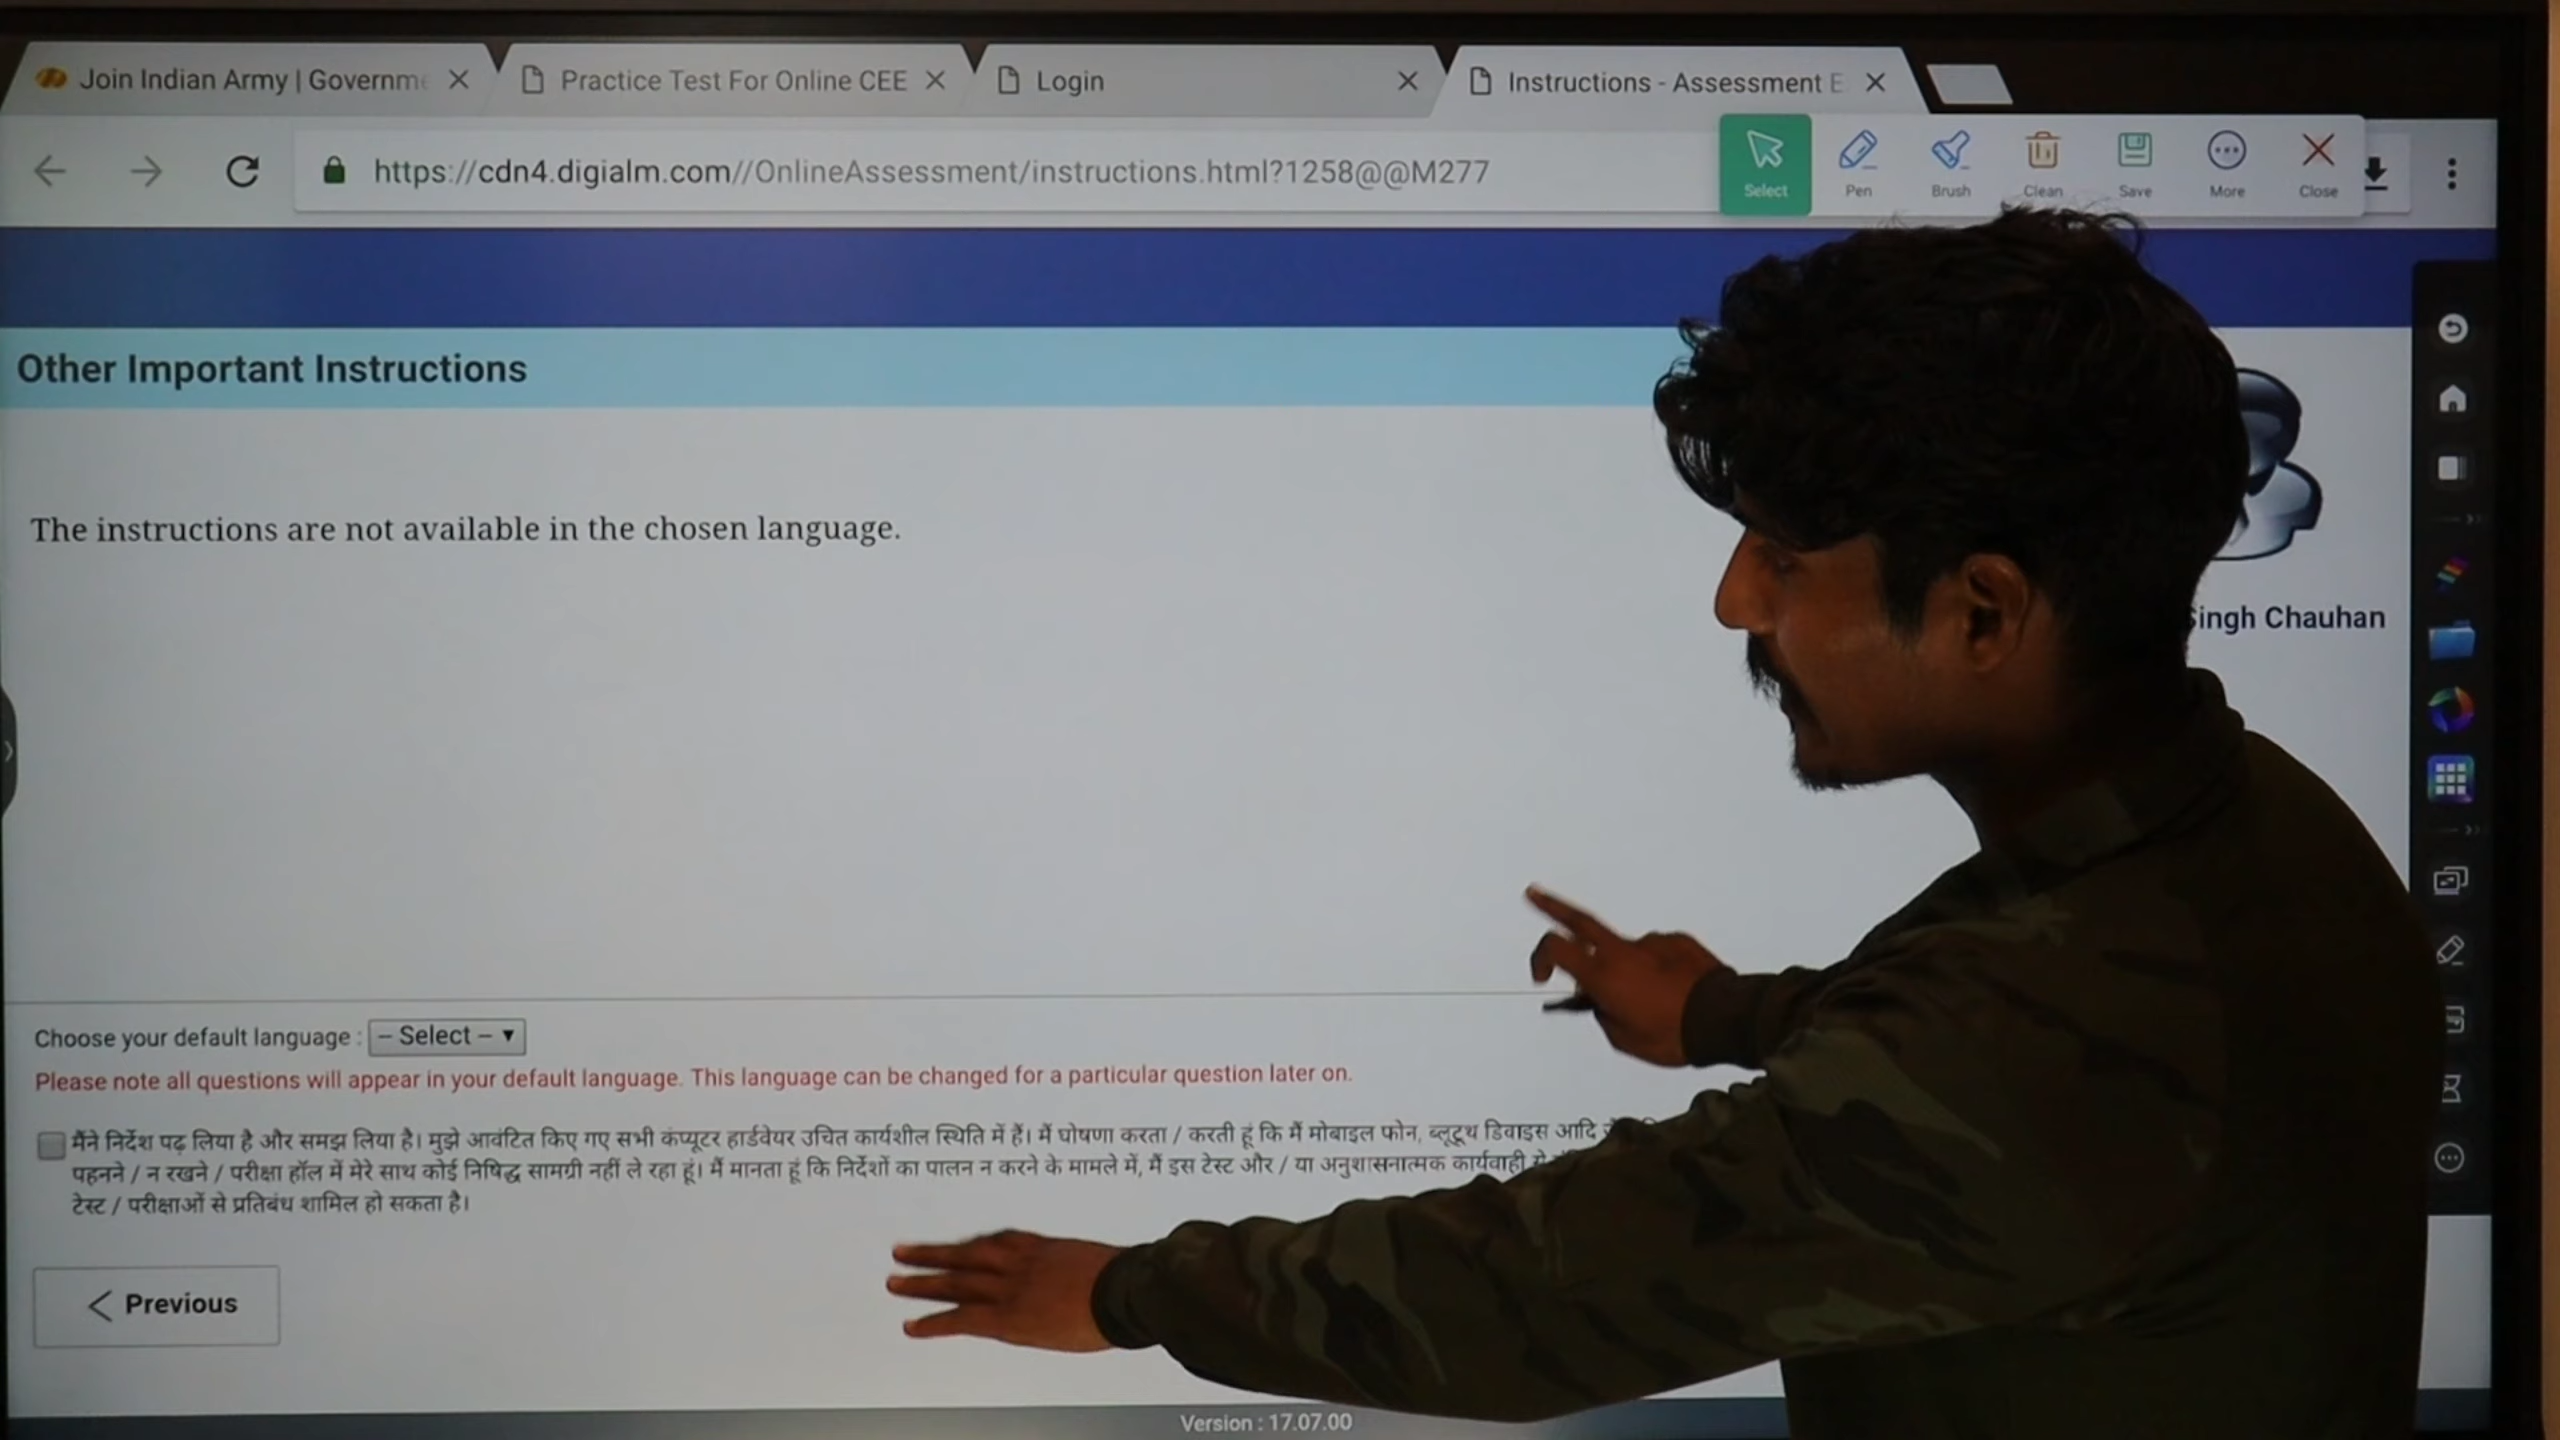 Join Indian Army | Governme
Practice Test For Online CEE
Login
Instructions - Assessment E
https://cdn4.digialm.com//OnlineAssessment/instructions.html?1258@@M277
Select
Pen
Brush
Clean
Save
More
Close
Other Important Instructions
The instructions are not available in the chosen language.
Singh Chauhan
Choose your default language : -- Select --
Please note all questions will appear in your default language. This language can be changed for a particular question later on.
मैंने निर्देश पढ़ लिया है और समझ लिया है। मुझे आवंटित किए गए सभी कंप्यूटर हार्डवेयर उचित कार्यशील स्थिति में हैं। मैं घोषणा करता / करती हूं कि मैं मोबाइल फोन, ब्लूटूथ डिवाइस आदि
पहनने / न रखने / परीक्षा हॉल में मेरे साथ कोई निषिद्ध सामग्री नहीं ले रहा हूं। मैं मानता हूं कि निर्देशों का पालन न करने के मामले में, मैं इस टेस्ट और / या अनुशासनात्मक कार्यवाही
टेस्ट / परीक्षाओं से प्रतिबंध शामिल हो सकता है।
Previous
Version : 17.07.00